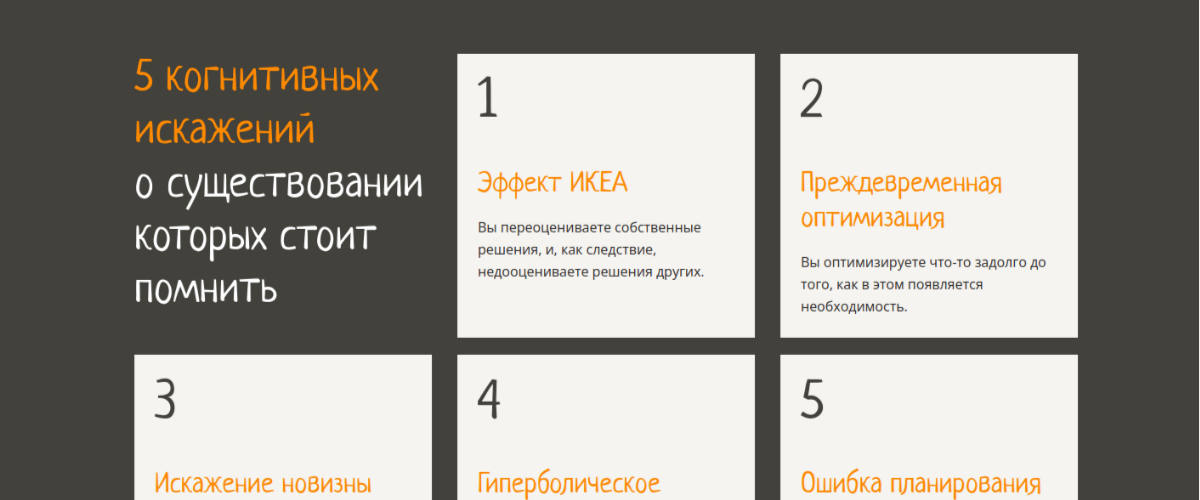 5 когнитивных
искажений
о существовании
которых стоит
помнить
1
Эффект ИКЕА
Вы переоцениваете собственные
решения, и, как следствие,
недооцениваете решения других.
2
Преждевременная
оптимизация
Вы оптимизируете что-то задолго до
того, как в этом появляется
необходимость.
3
Искажение новизны
4
Гиперболическое
5
Ошибка планирования